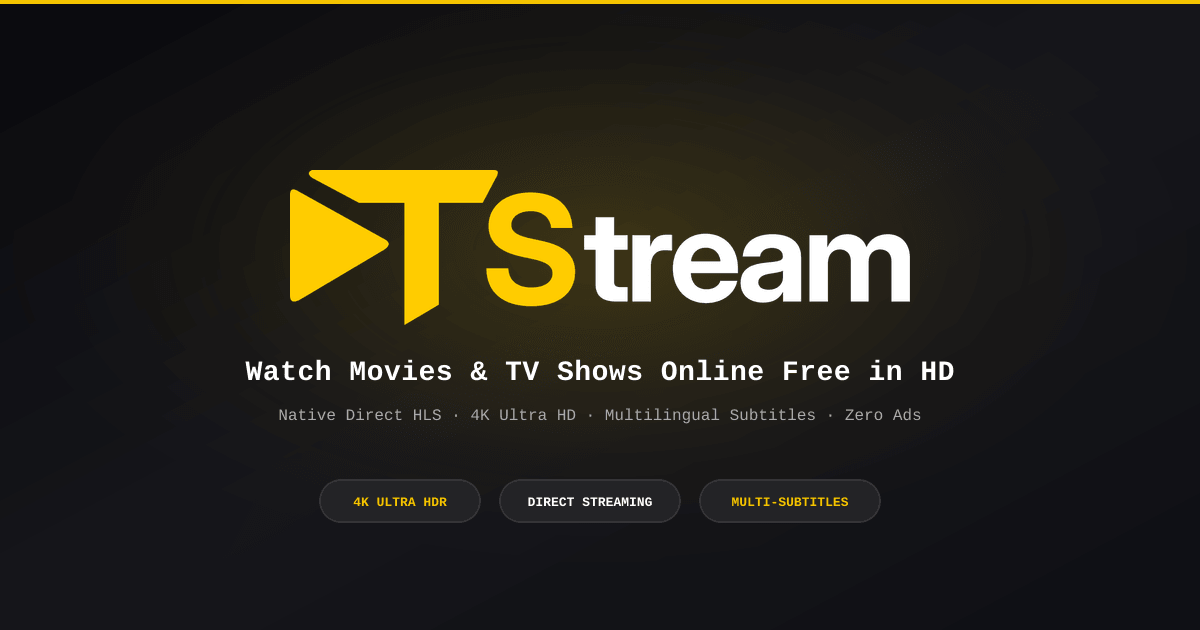 TStream
Watch Movies & TV Shows Online Free in HD
Native Direct HLS · 4K Ultra HD · Multilingual Subtitles · Zero Ads
4K ULTRA HDR
DIRECT STREAMING
MULTI-SUBTITLES